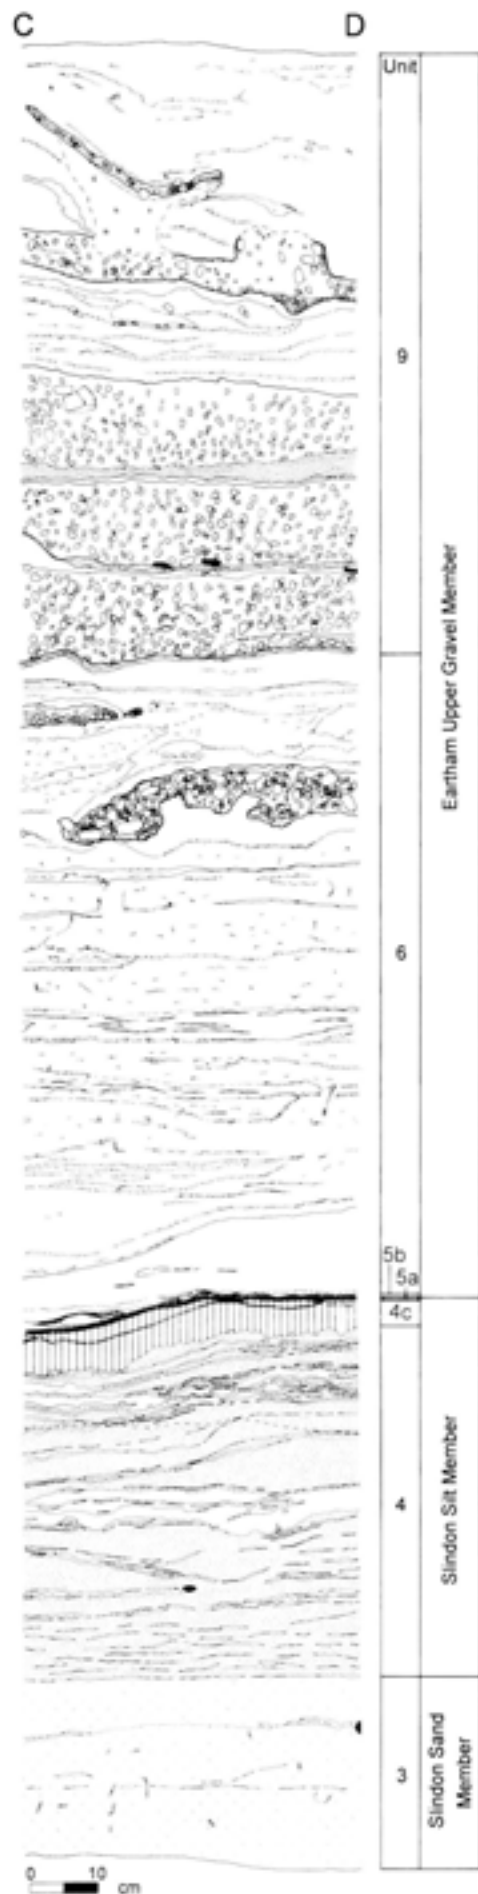 C D
Unit
9
6
5b
5a
4c
4
3
Eartham Upper Gravel Member
Slindon Silt Member
Slindon Sand
Member
0 10
cm